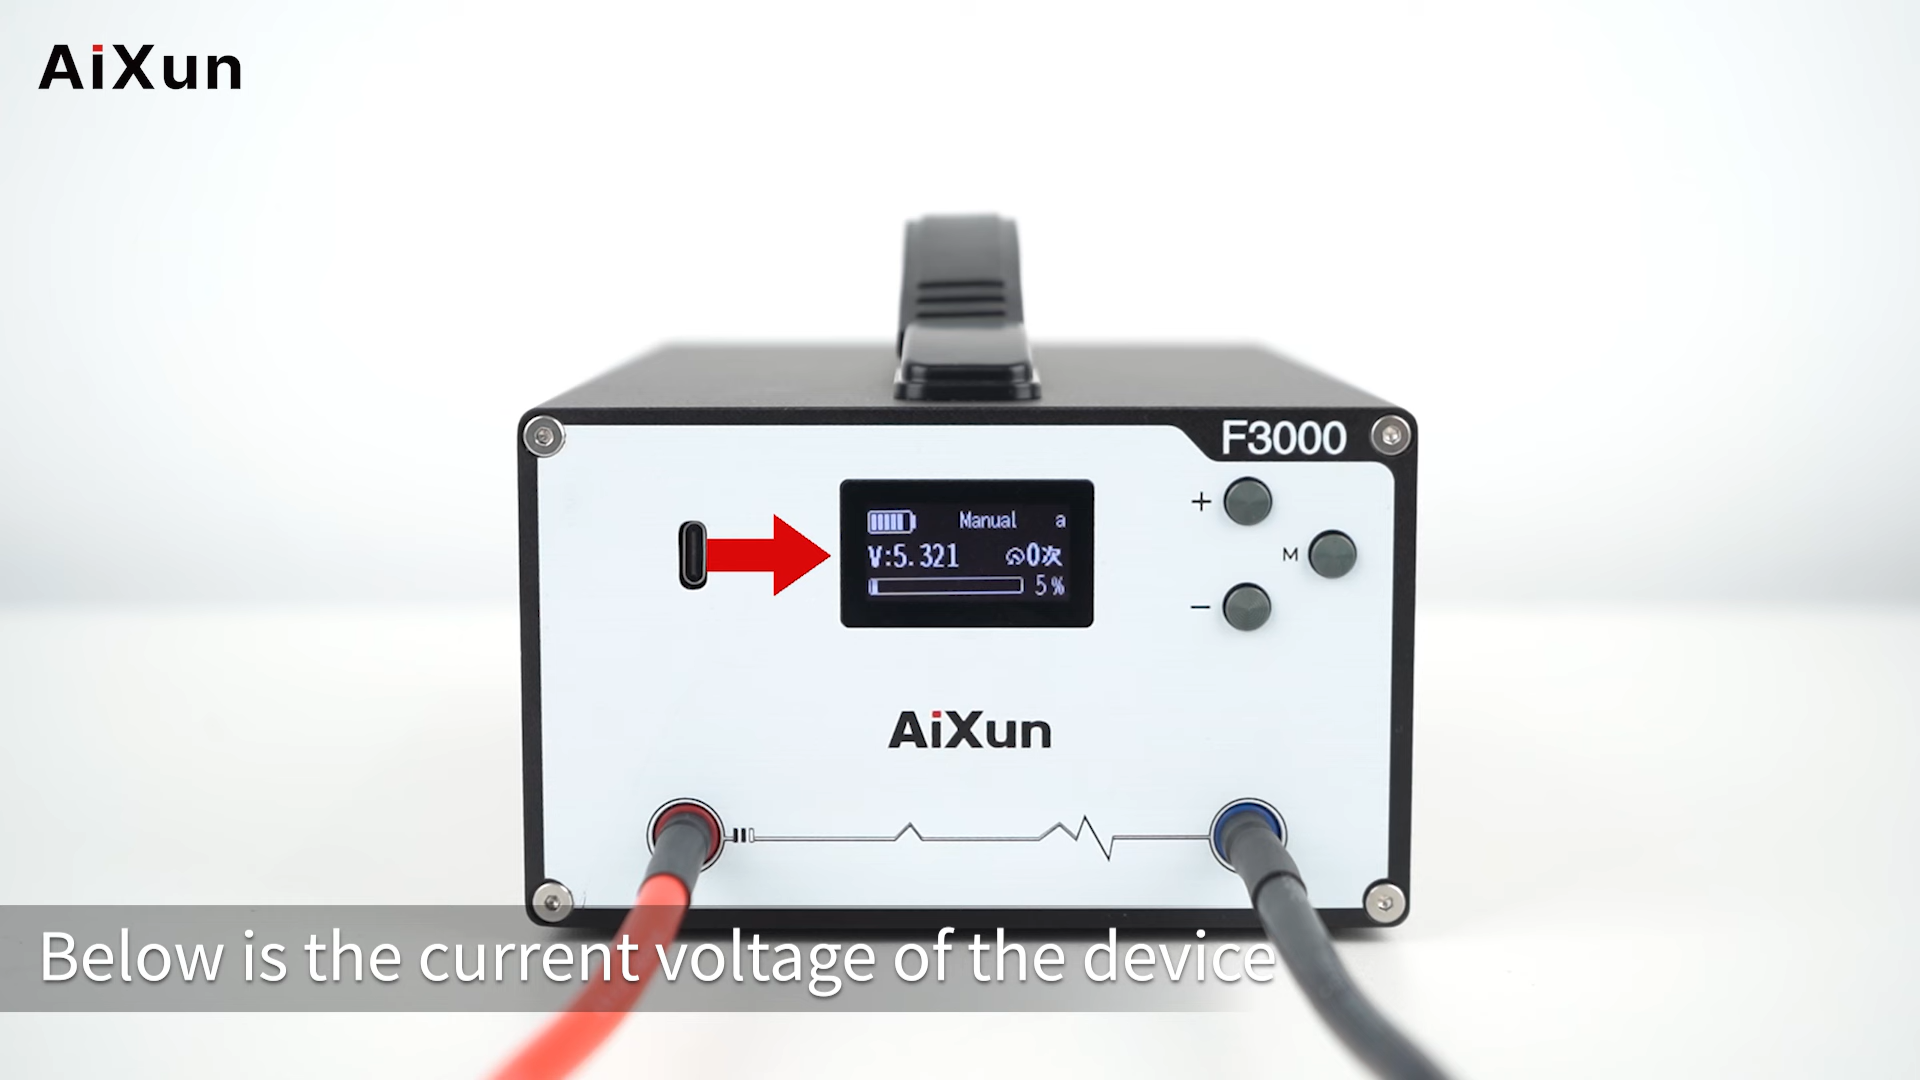 AiXun
F3000
+
M
−
Manual a
V:5.321 0次
5%
AiXun
Below is the current voltage of the device